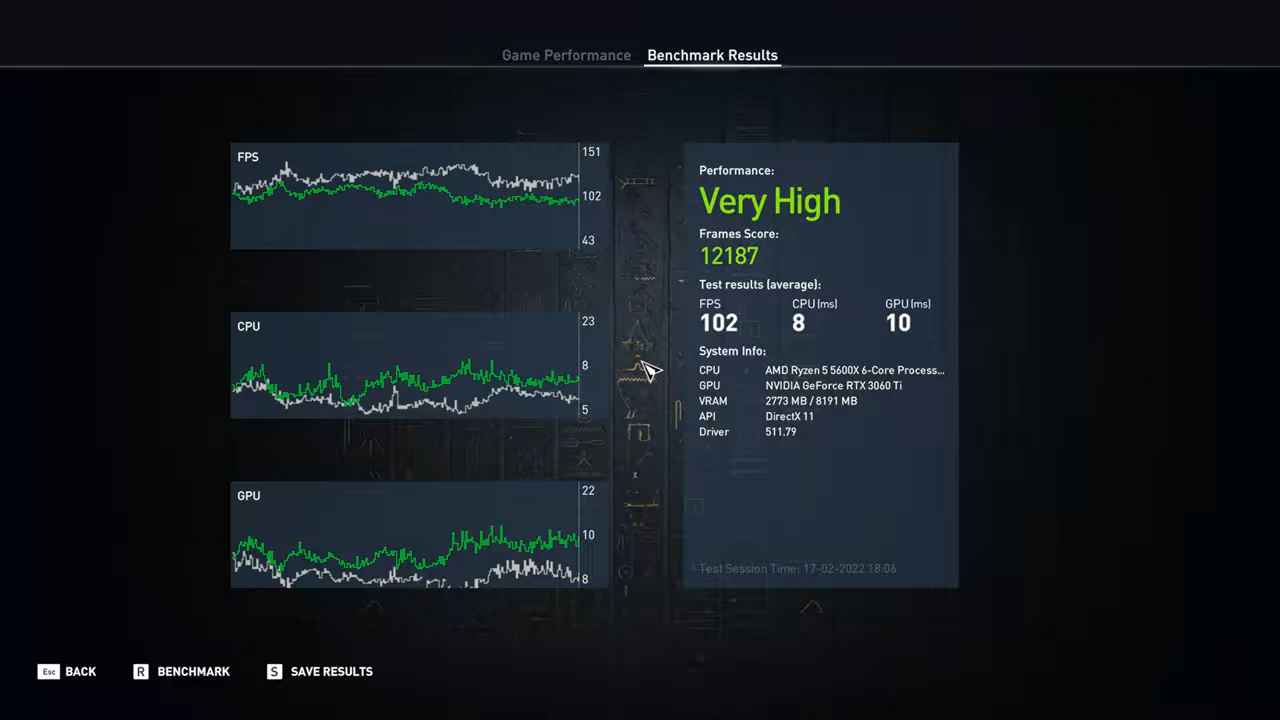 Game Performance Benchmark Results
FPS
151
102
43
CPU
23
8
5
GPU
22
10
8
Performance:
Very High
Frames Score:
12187
Test results (average):
FPS CPU (ms) GPU (ms)
102 8 10
System Info:
CPU AMD Ryzen 5 5600X 6-Core Process...
GPU NVIDIA GeForce RTX 3060 Ti
VRAM 2773 MB / 8191 MB
API DirectX 11
Driver 511.79
Test Session Time: 17-02-2022 18:06
Esc BACK R BENCHMARK S SAVE RESULTS